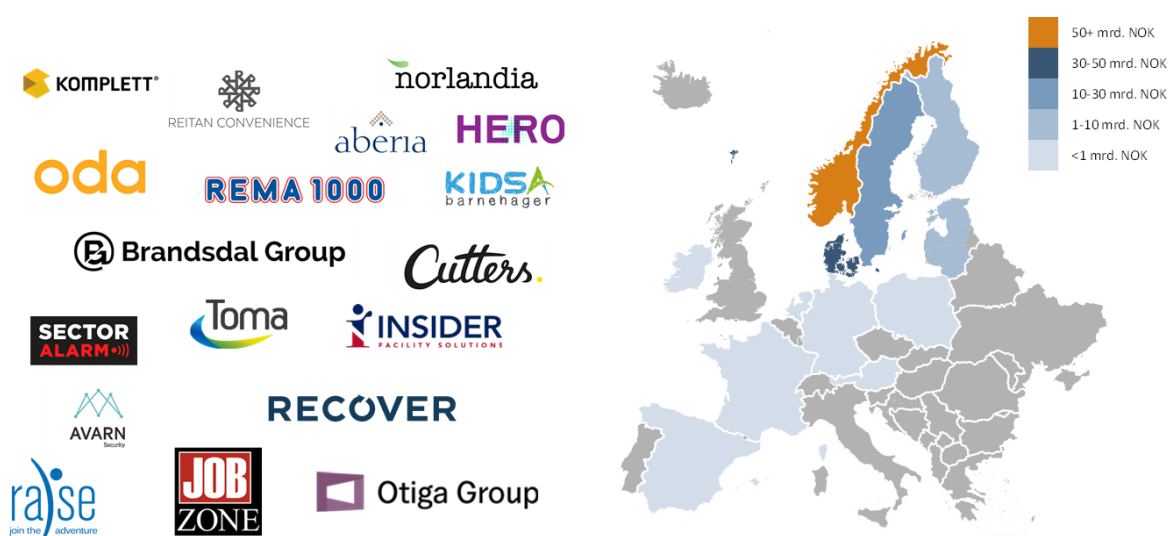 KOMPLETT®
REITAN CONVENIENCE
norlandia
aberia
HERO
oda
REMA 1000
KIDSA
barnehager
Brandsdal Group
Cutters.
SECTOR
ALARM
Toma
INSIDER
FACILITY SOLUTIONS
AVARN
Security
RECOVER
raise
join the adventure
JOB
ZONE
Otiga Group
50+ mrd. NOK
30-50 mrd. NOK
10-30 mrd. NOK
1-10 mrd. NOK
<1 mrd. NOK